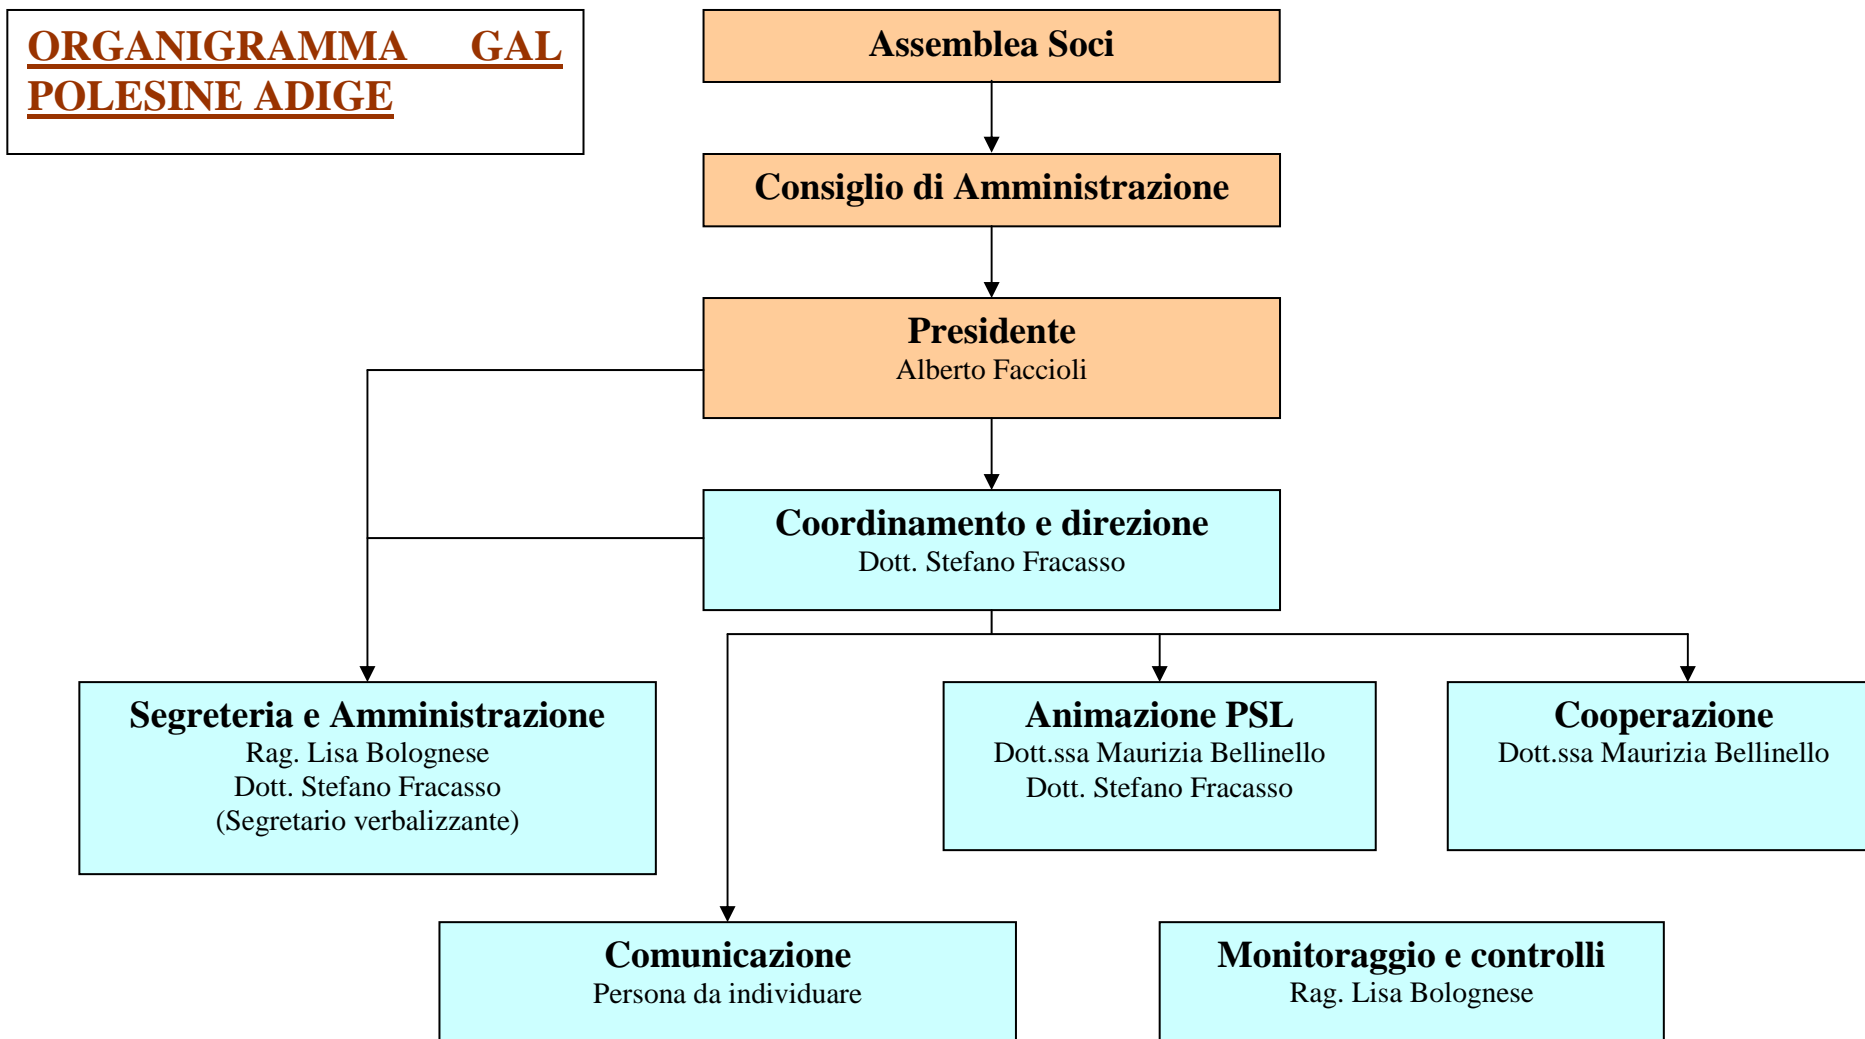 ORGANIGRAMMA GAL
POLESINE ADIGE
Assemblea Soci
Consiglio di Amministrazione
Presidente
Alberto Faccioli
Coordinamento e direzione
Dott. Stefano Fracasso
Segreteria e Amministrazione
Rag. Lisa Bolognese
Dott. Stefano Fracasso
(Segretario verbalizzante)
Animazione PSL
Dott.ssa Maurizia Bellinello
Dott. Stefano Fracasso
Cooperazione
Dott.ssa Maurizia Bellinello
Comunicazione
Persona da individuare
Monitoraggio e controlli
Rag. Lisa Bolognese